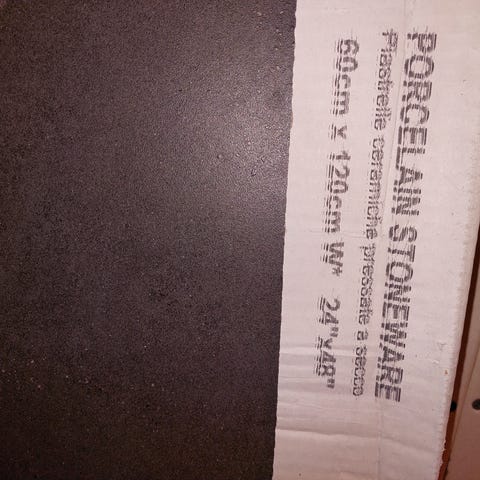 PORCELAIN STONEWARE
Piastrelle ceramiche pressate a secco
60cm x 120cm W* 24"x48"